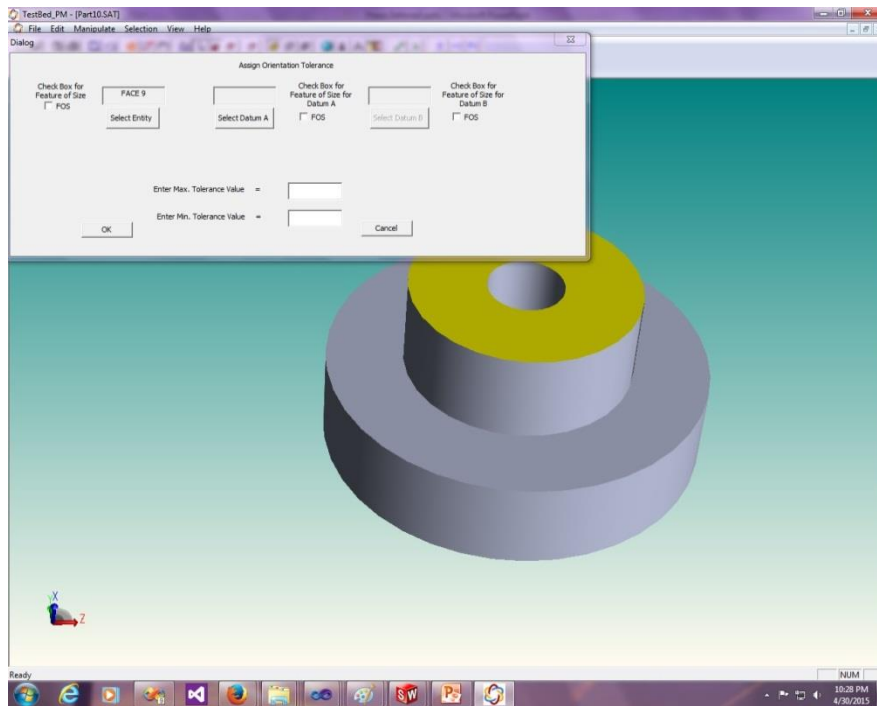 TestBed_PM - [Part10.SAT]
File Edit Manipulate Selection View Help
Dialog
Assign Orientation Tolerance
Check Box for
Feature of Size
FOS
FACE 9
Select Entity
Select Datum A
Check Box for
Feature of Size for
Datum A
FOS
Select Datum B
Check Box for
Feature of Size for
Datum B
FOS
Enter Max. Tolerance Value =
Enter Min. Tolerance Value =
OK
Cancel
X
Y
Z
Ready
NUM
SW
P
10:28 PM
4/30/2015